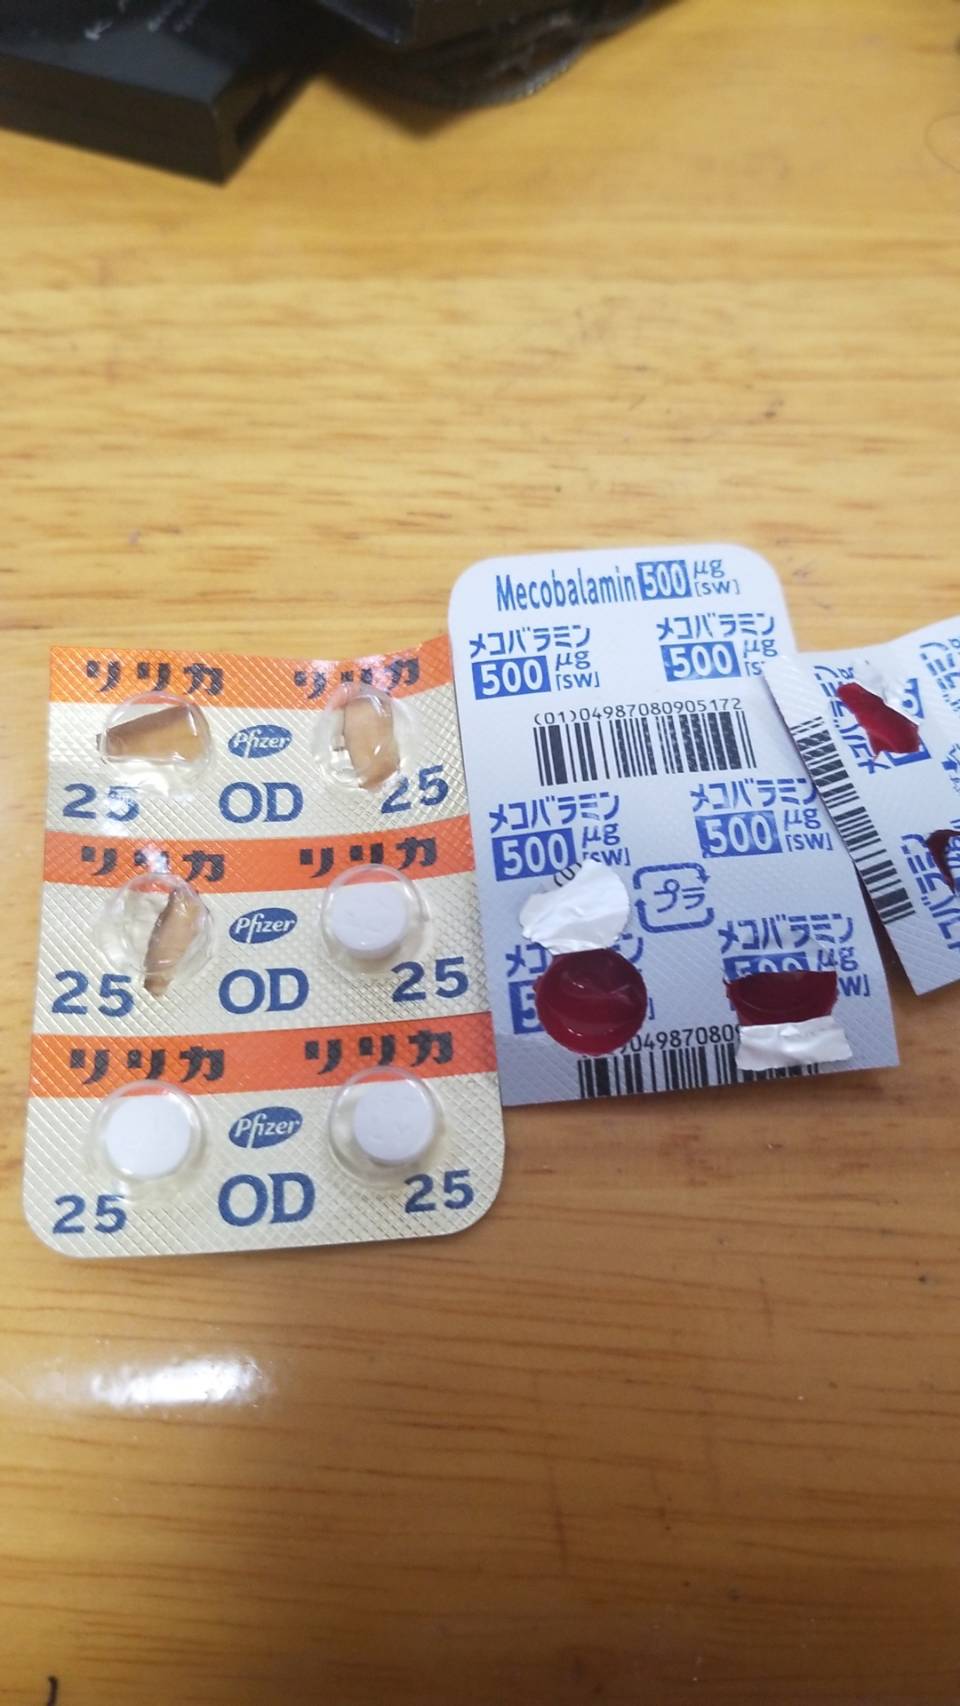 リリカ リリカ
Pfizer
25 OD 25
リリカ リリカ
Pfizer
25 OD 25
リリカ リリカ
Pfizer
25 OD 25
Mecobalamin 500 μg [SW]
メコバラミン メコバラミン
500 μg [SW] 500 μg
(01)04987080905172
メコバラミン メコバラミン
500 μg [SW] 500 μg [SW]
プラ
メコバラミン
500 μg